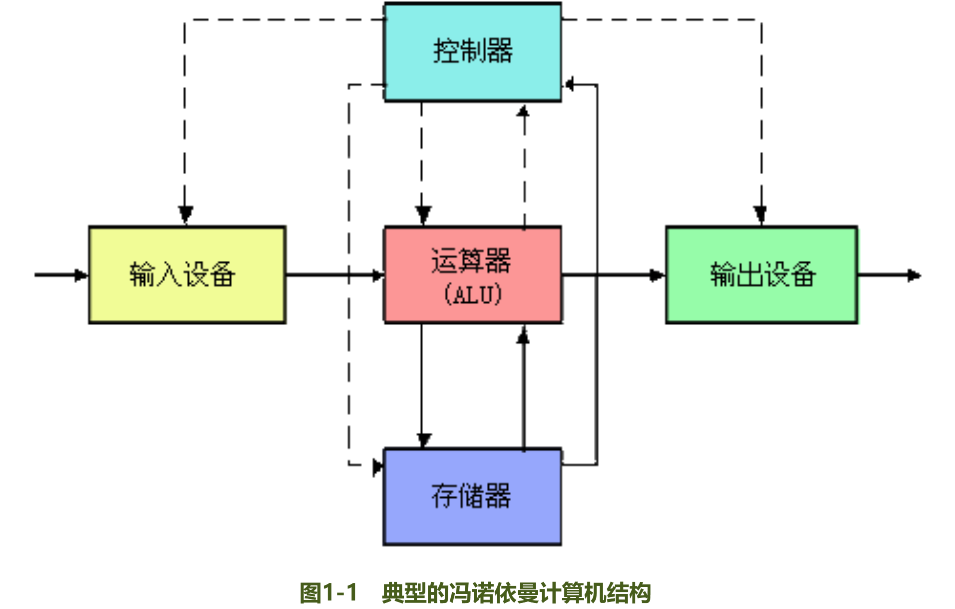 控制器
输入设备
运算器
(ALU)
输出设备
存储器
图1-1 典型的冯诺依曼计算机结构